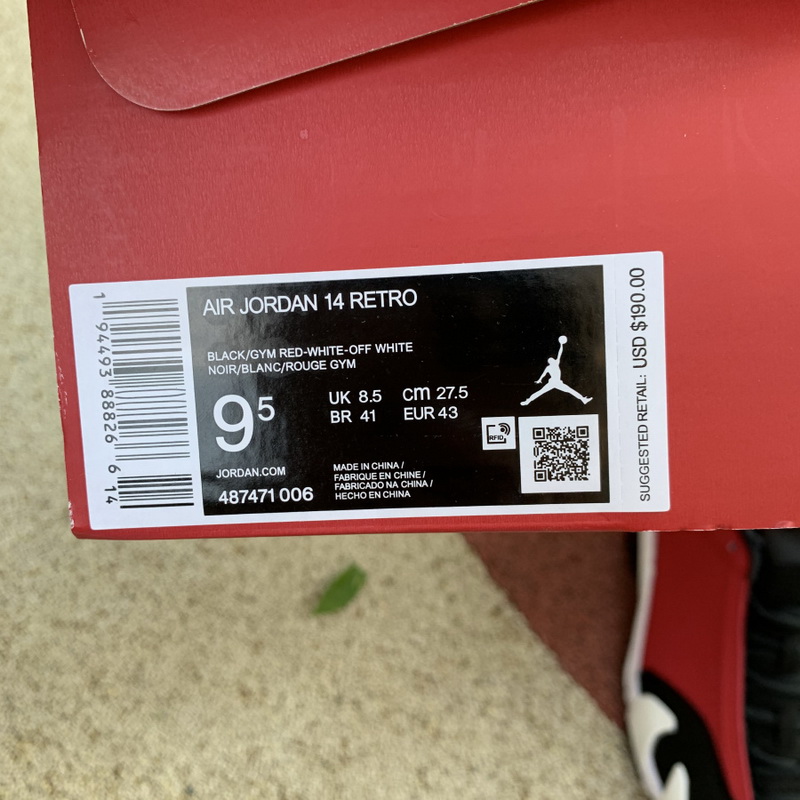 AIR JORDAN 14 RETRO
BLACK/GYM RED-WHITE-OFF WHITE
NOIR/BLANC/ROUGE GYM
9⁵
UK 8.5 cm 27.5
BR 41 EUR 43
RFID
JORDAN.COM
487471 006
MADE IN CHINA /
FABRIQUE EN CHINE /
FABRICADO NA CHINA /
HECHO EN CHINA
1 94493 88826 6 14
SUGGESTED RETAIL: USD $190.00